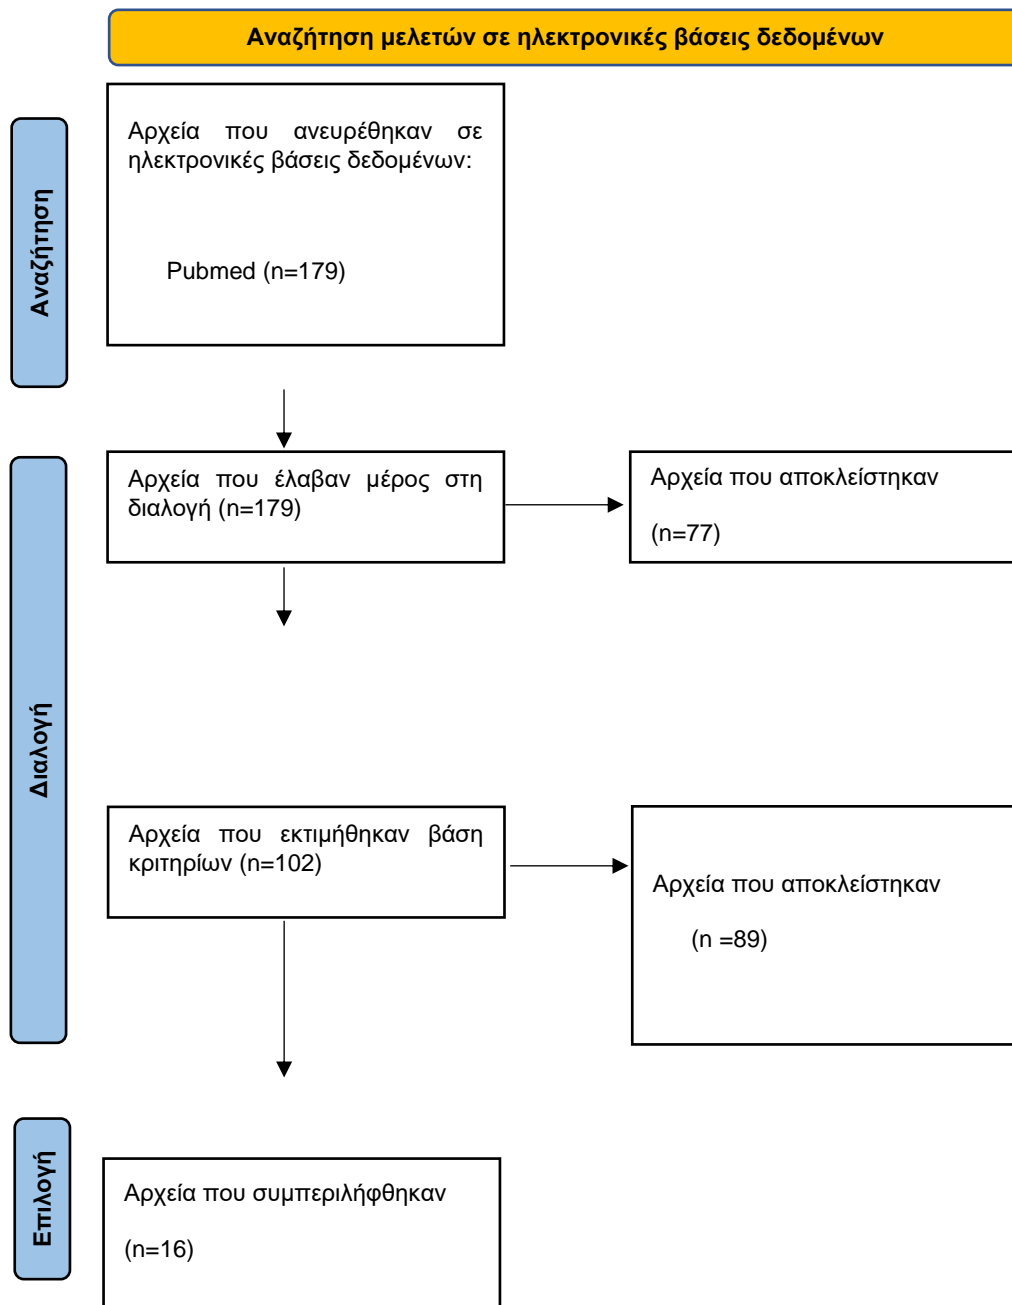 Αναζήτηση μελετών σε ηλεκτρονικές βάσεις δεδομένων
Αναζήτηση
Αρχεία που ανευρέθηκαν σε
ηλεκτρονικές βάσεις δεδομένων:
Pubmed (n=179)
Διαλογή
Αρχεία που έλαβαν μέρος στη
διαλογή (n=179)
Αρχεία που αποκλείστηκαν
(n=77)
Αρχεία που εκτιμήθηκαν βάση
κριτηρίων (n=102)
Αρχεία που αποκλείστηκαν
(n =89)
Επιλογή
Αρχεία που συμπεριλήφθηκαν
(n=16)